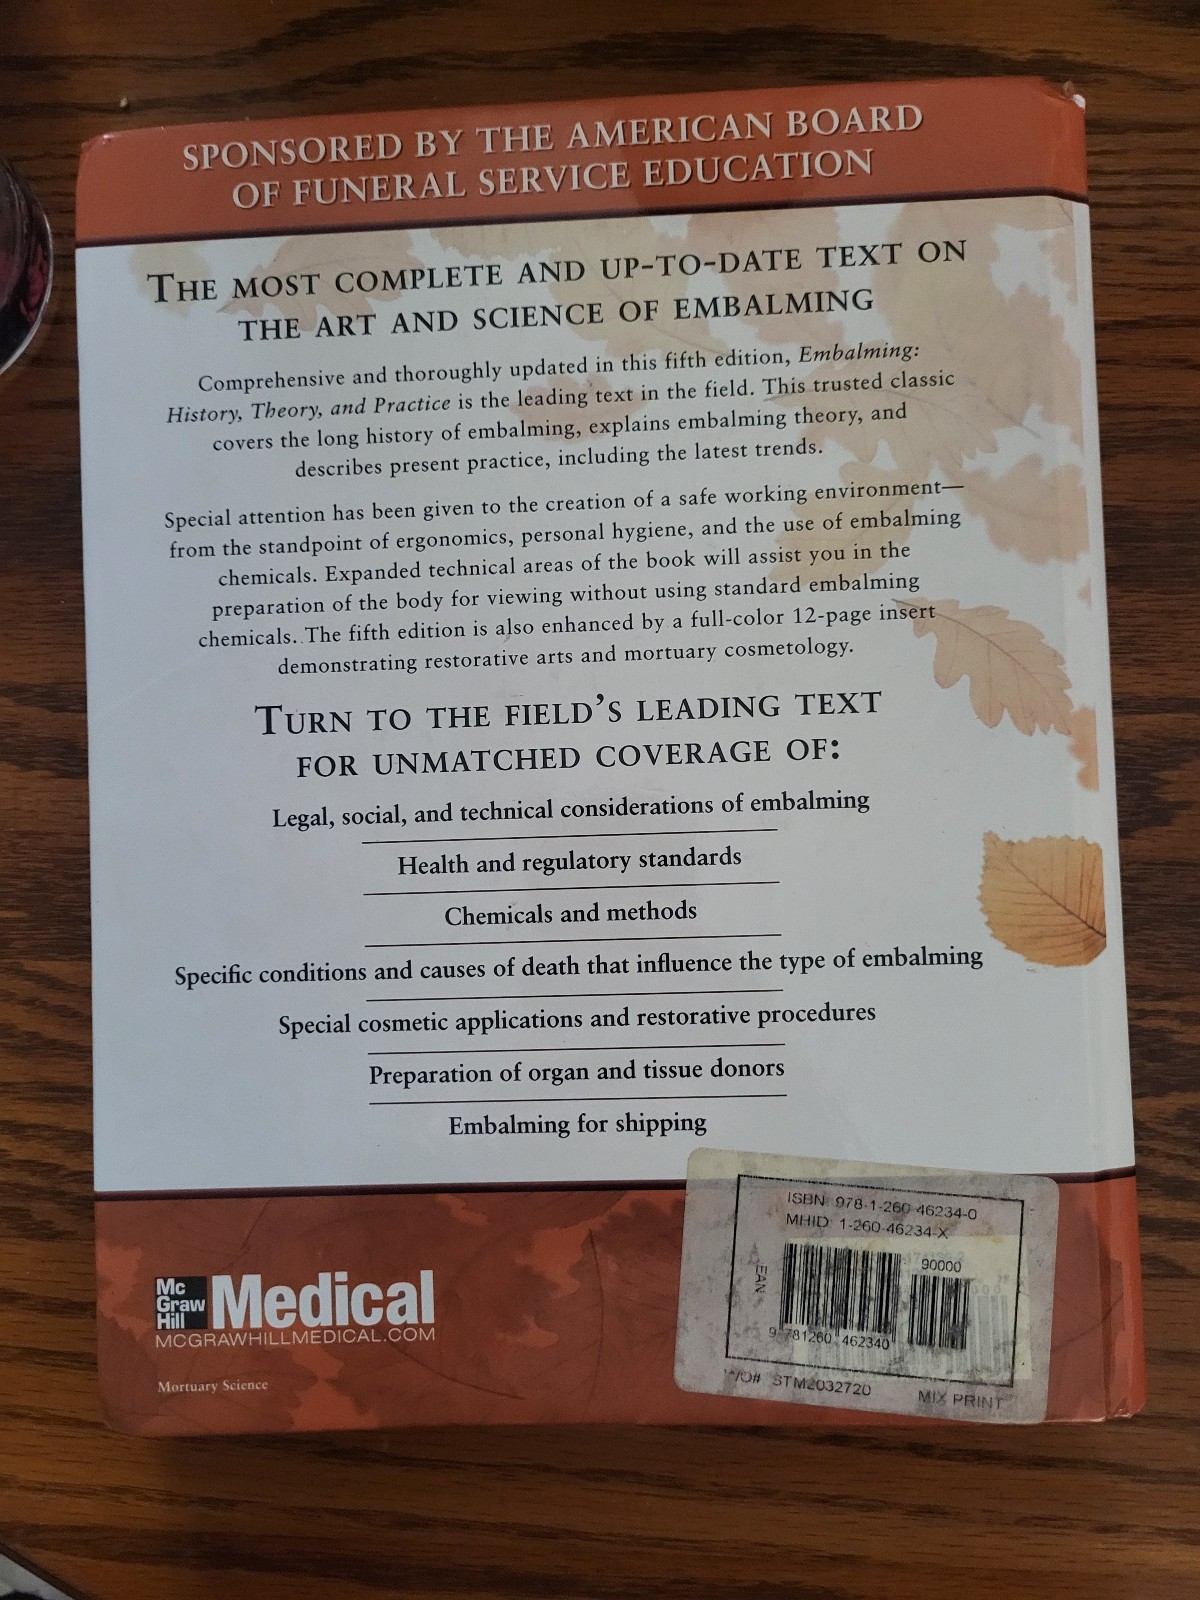 SPONSORED BY THE AMERICAN BOARD
OF FUNERAL SERVICE EDUCATION
THE MOST COMPLETE AND UP-TO-DATE TEXT ON
THE ART AND SCIENCE OF EMBALMING
Comprehensive and thoroughly updated in this fifth edition, Embalming:
History, Theory, and Practice is the leading text in the field. This trusted classic
covers the long history of embalming, explains embalming theory, and
describes present practice, including the latest trends.
Special attention has been given to the creation of a safe working environment—
from the standpoint of ergonomics, personal hygiene, and the use of embalming
chemicals. Expanded technical areas of the book will assist you in the
preparation of the body for viewing without using standard embalming
chemicals. The fifth edition is also enhanced by a full-color 12-page insert
demonstrating restorative arts and mortuary cosmetology.
TURN TO THE FIELD'S LEADING TEXT
FOR UNMATCHED COVERAGE OF:
Legal, social, and technical considerations of embalming
Health and regulatory standards
Chemicals and methods
Specific conditions and causes of death that influence the type of embalming
Special cosmetic applications and restorative procedures
Preparation of organ and tissue donors
Embalming for shipping
ISBN 978-1-260-46234-0
MHID 1-260-46234-X
90000
EAN
9 781260 462340
STM2032720 MIX PRINT
Mc
Graw
Hill
Medical
MCGRAWHILLMEDICAL.COM
Mortuary Science